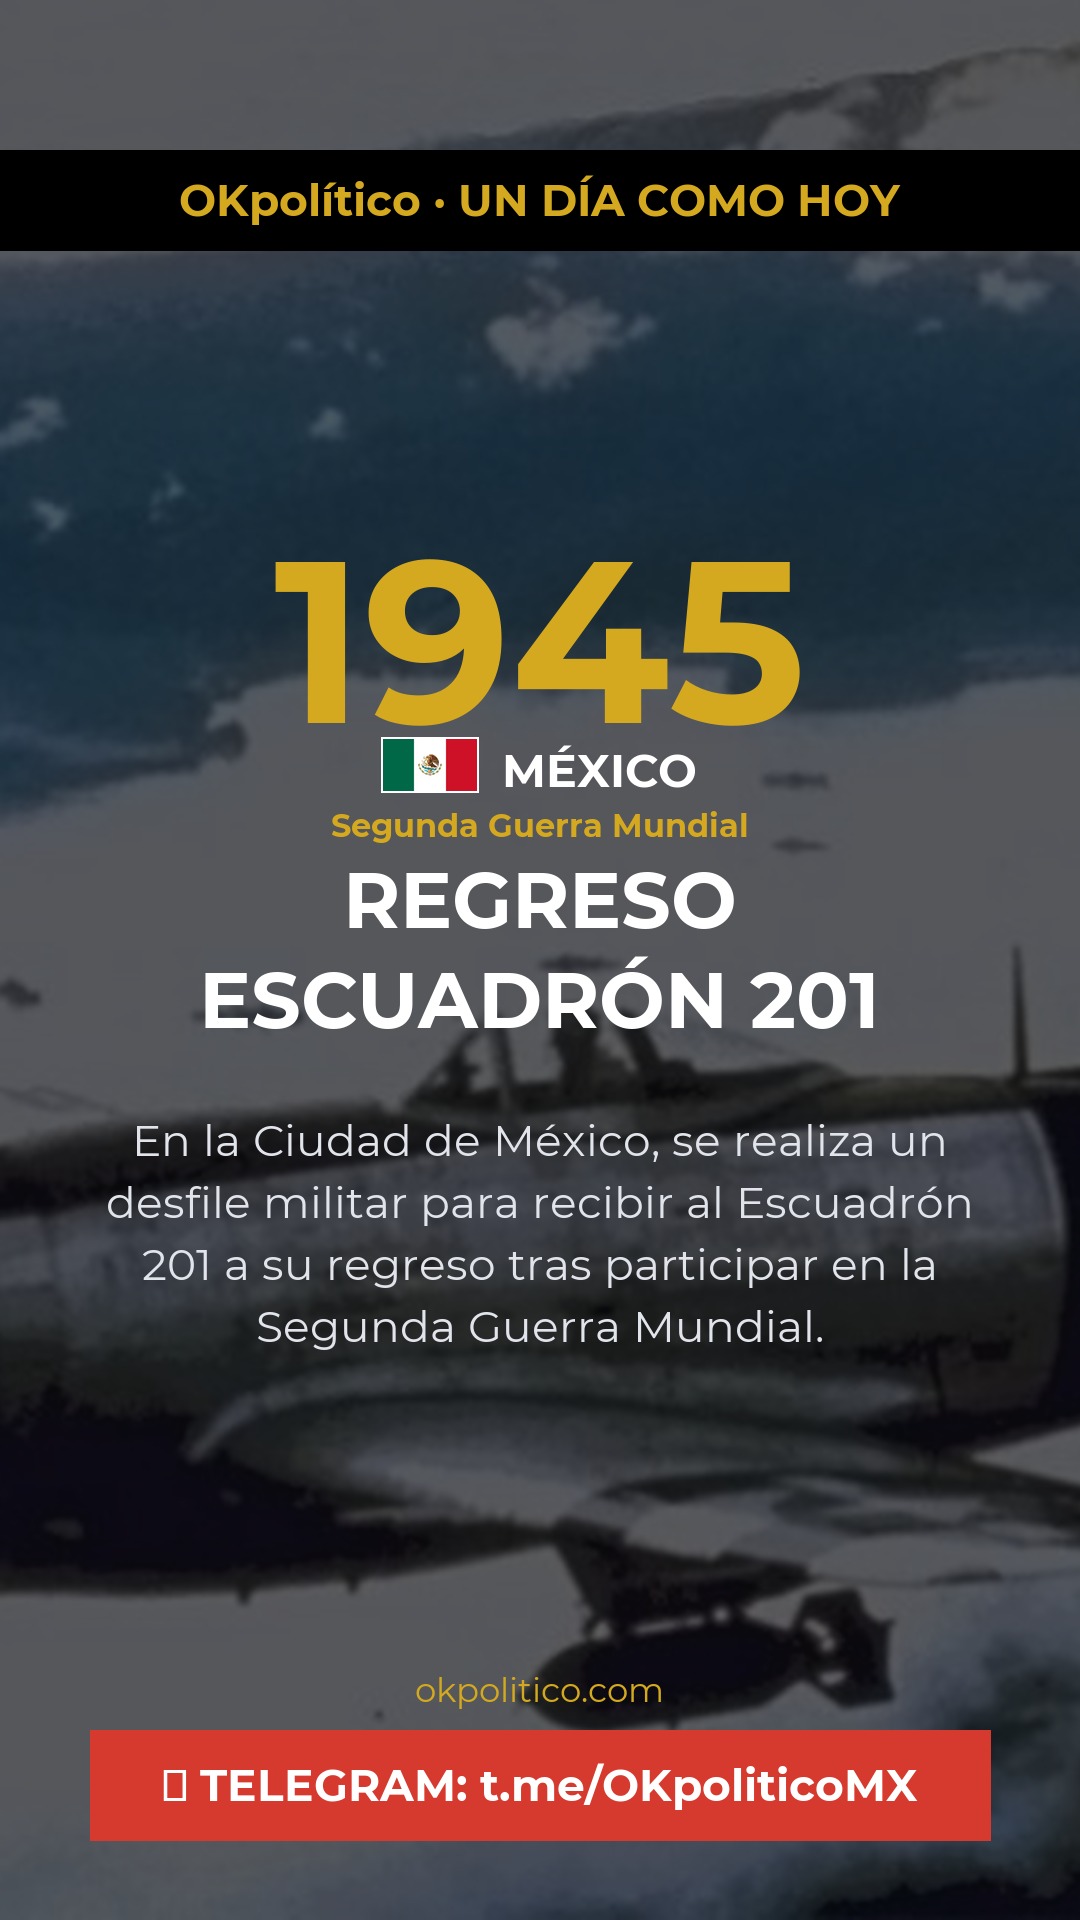 OKpolítico · UN DÍA COMO HOY
1945
MÉXICO
Segunda Guerra Mundial
REGRESO
ESCUADRÓN 201
En la Ciudad de México, se realiza un
desfile militar para recibir al Escuadrón
201 a su regreso tras participar en la
Segunda Guerra Mundial.
okpolitico.com
TELEGRAM: t.me/OKpoliticoMX